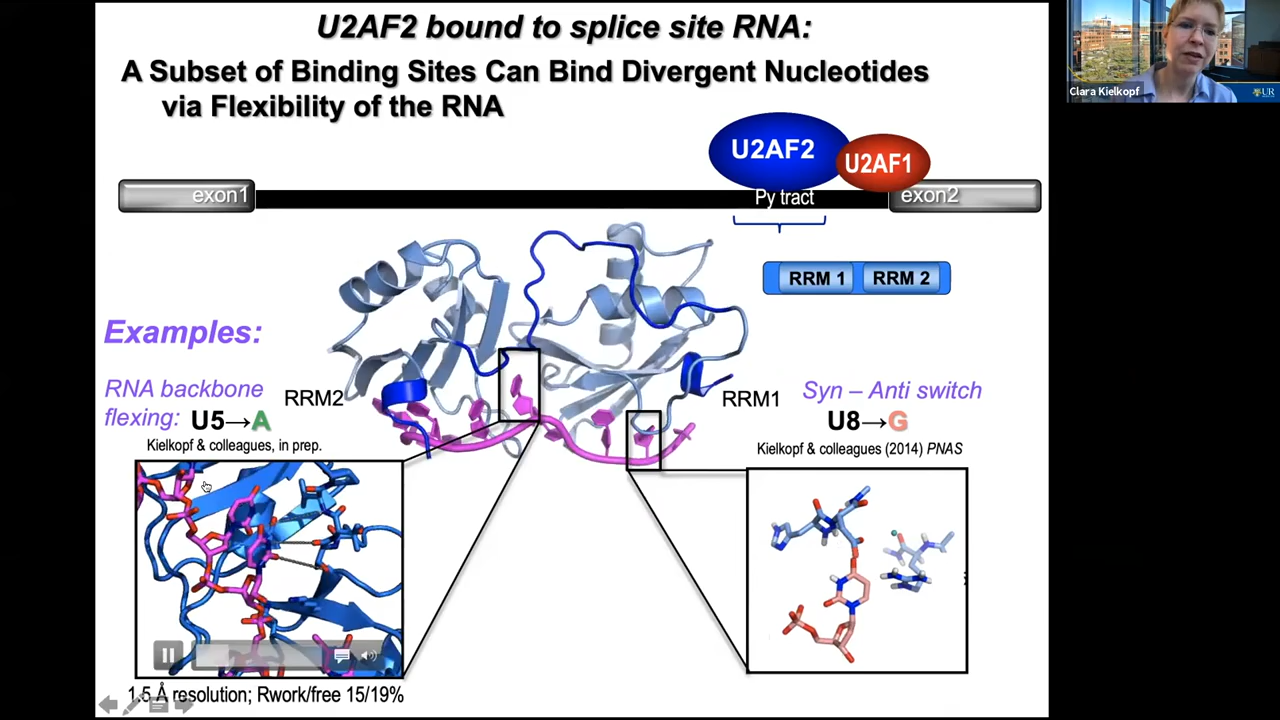 U2AF2 bound to splice site RNA:
A Subset of Binding Sites Can Bind Divergent Nucleotides
via Flexibility of the RNA
Clara Kielkopf
UR
U2AF2
U2AF1
exon1
Py tract
exon2
RRM 1
RRM 2
Examples:
RNA backbone
flexing: U5→A
Kielkopf & colleagues, in prep.
RRM2
RRM1
Syn – Anti switch
U8→G
Kielkopf & colleagues (2014) PNAS
1.5 Å resolution; Rwork/free 15/19%